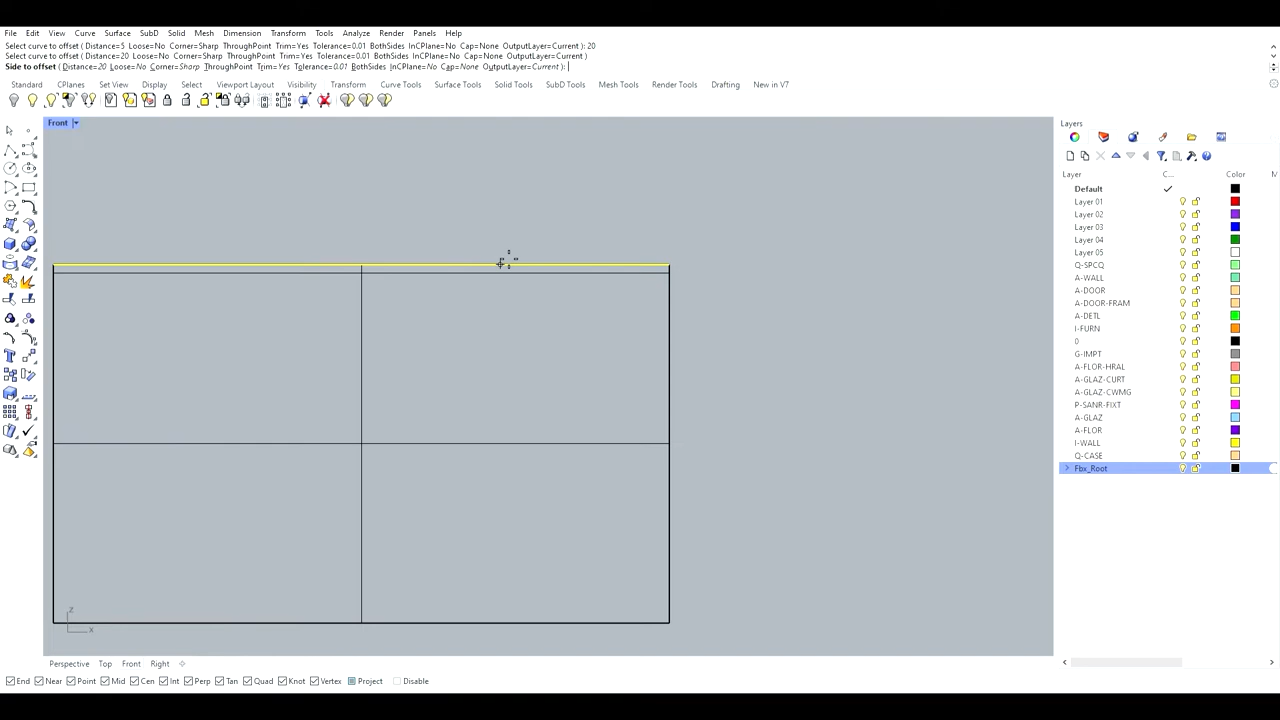 File Edit View Curve Surface SubD Solid Mesh Dimension Transform Tools Analyze Render Panels Help
Select curve to offset ( Distance=5 Loose=No Corner=Sharp ThroughPoint Trim=Yes Tolerance=0.01 BothSides InCPlane=No Cap=None OutputLayer=Current ): 20
Select curve to offset ( Distance=20 Loose=No Corner=Sharp ThroughPoint Trim=Yes Tolerance=0.01 BothSides InCPlane=No Cap=None OutputLayer=Current )
Side to offset ( Distance=20 Loose=No Corner=Sharp ThroughPoint Trim=Yes Tolerance=0.01 BothSides InCPlane=No Cap=None OutputLayer=Current ):
Standard CPlanes Set View Display Select Viewport Layout Visibility Transform Curve Tools Surface Tools Solid Tools SubD Tools Mesh Tools Render Tools Drafting New in V7
Front
z
x
Perspective Top Front Right
End Near Point Mid Cen Int Perp Tan Quad Knot Vertex Project Disable
Layers
Layer C... Color M
Default
Layer 01
Layer 02
Layer 03
Layer 04
Layer 05
Q-SPCQ
A-WALL
A-DOOR
A-DOOR-FRAM
A-DETL
I-FURN
0
G-IMPT
A-FLOR-HRAL
A-GLAZ-CURT
A-GLAZ-CWMG
P-SANR-FIXT
A-GLAZ
A-FLOR
I-WALL
Q-CASE
Fbx_Root